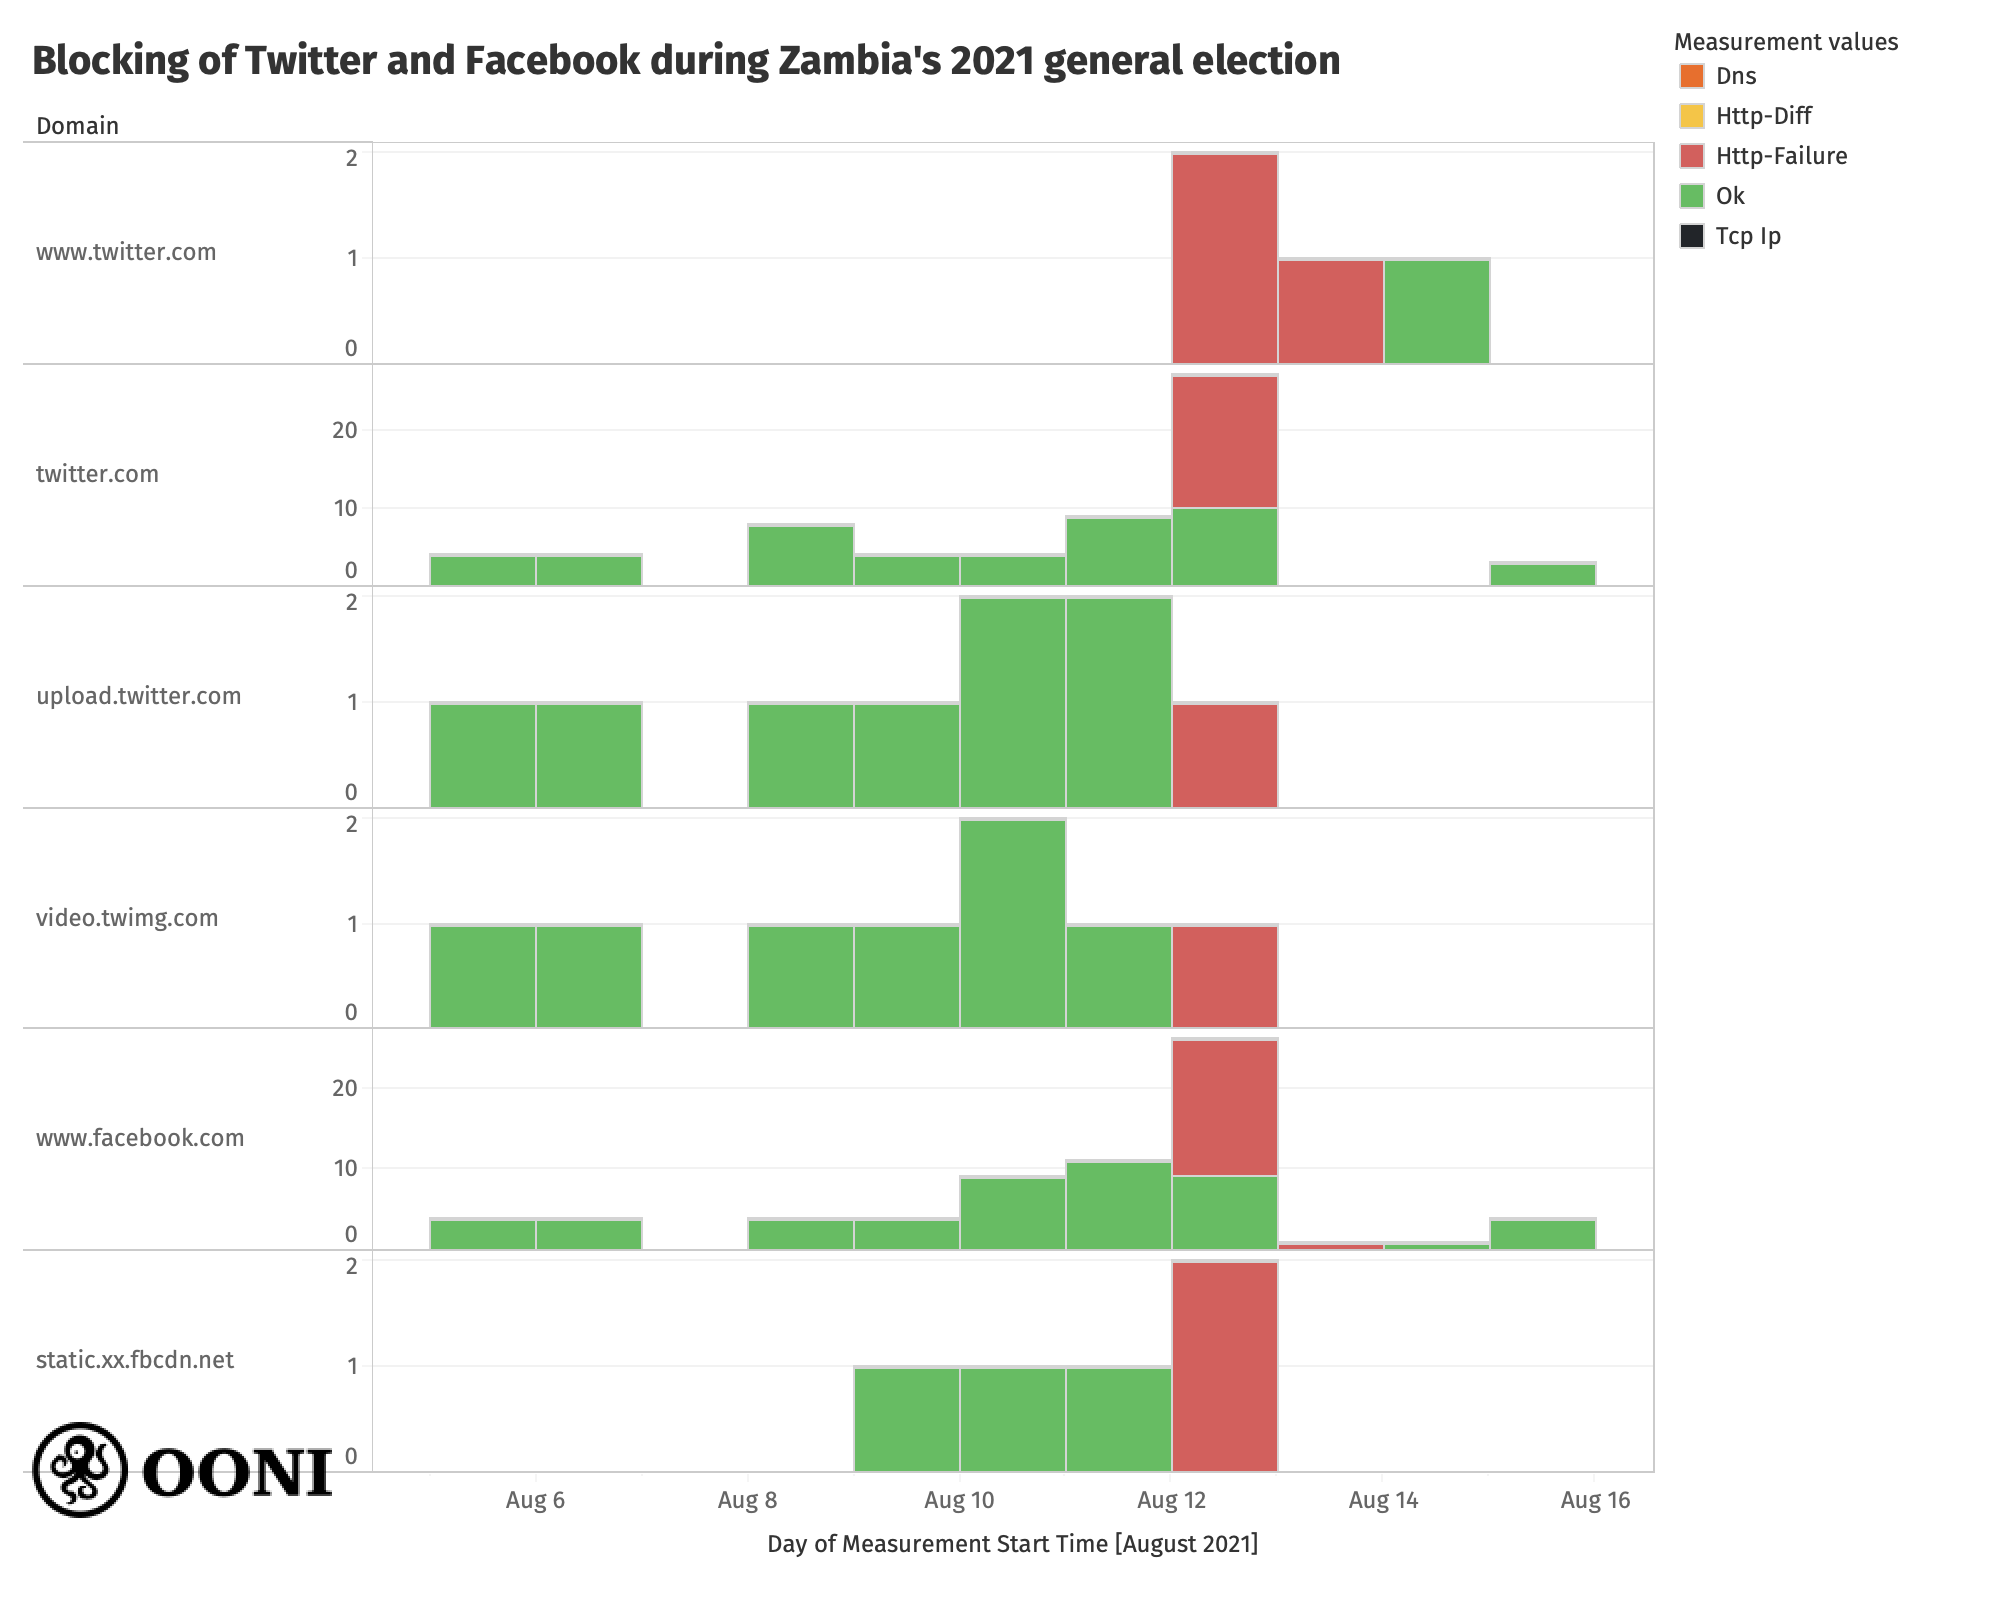 Blocking of Twitter and Facebook during Zambia's 2021 general election
Measurement values
Dns
Http-Diff
Http-Failure
Ok
Tcp Ip
Domain
www.twitter.com
2
1
0
twitter.com
20
10
0
upload.twitter.com
2
1
0
video.twimg.com
2
1
0
www.facebook.com
20
10
0
static.xx.fbcdn.net
2
1
0
OONI
Aug 6
Aug 8
Aug 10
Aug 12
Aug 14
Aug 16
Day of Measurement Start Time [August 2021]